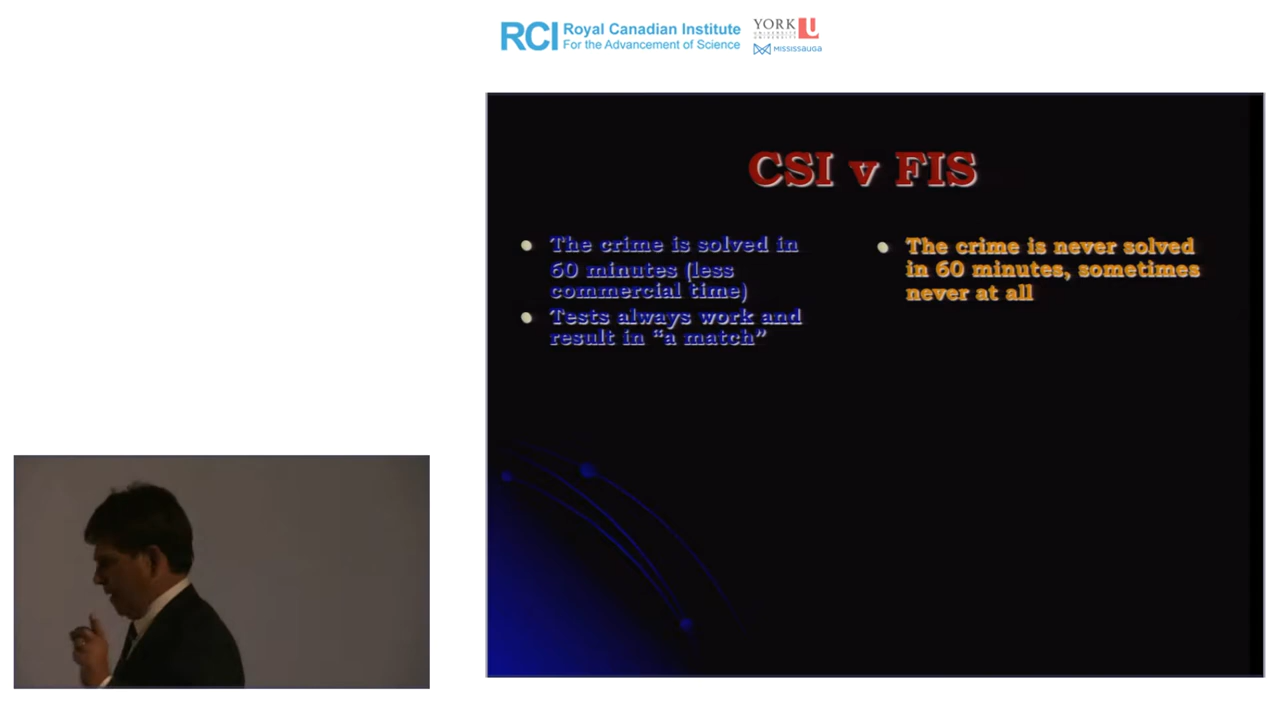 RCI Royal Canadian Institute
For the Advancement of Science
YORK U
MISSISSAUGA
CSI v FIS
The crime is solved in
60 minutes (less
commercial time)
Tests always work and
result in “a match”
The crime is never solved
in 60 minutes, sometimes
never at all